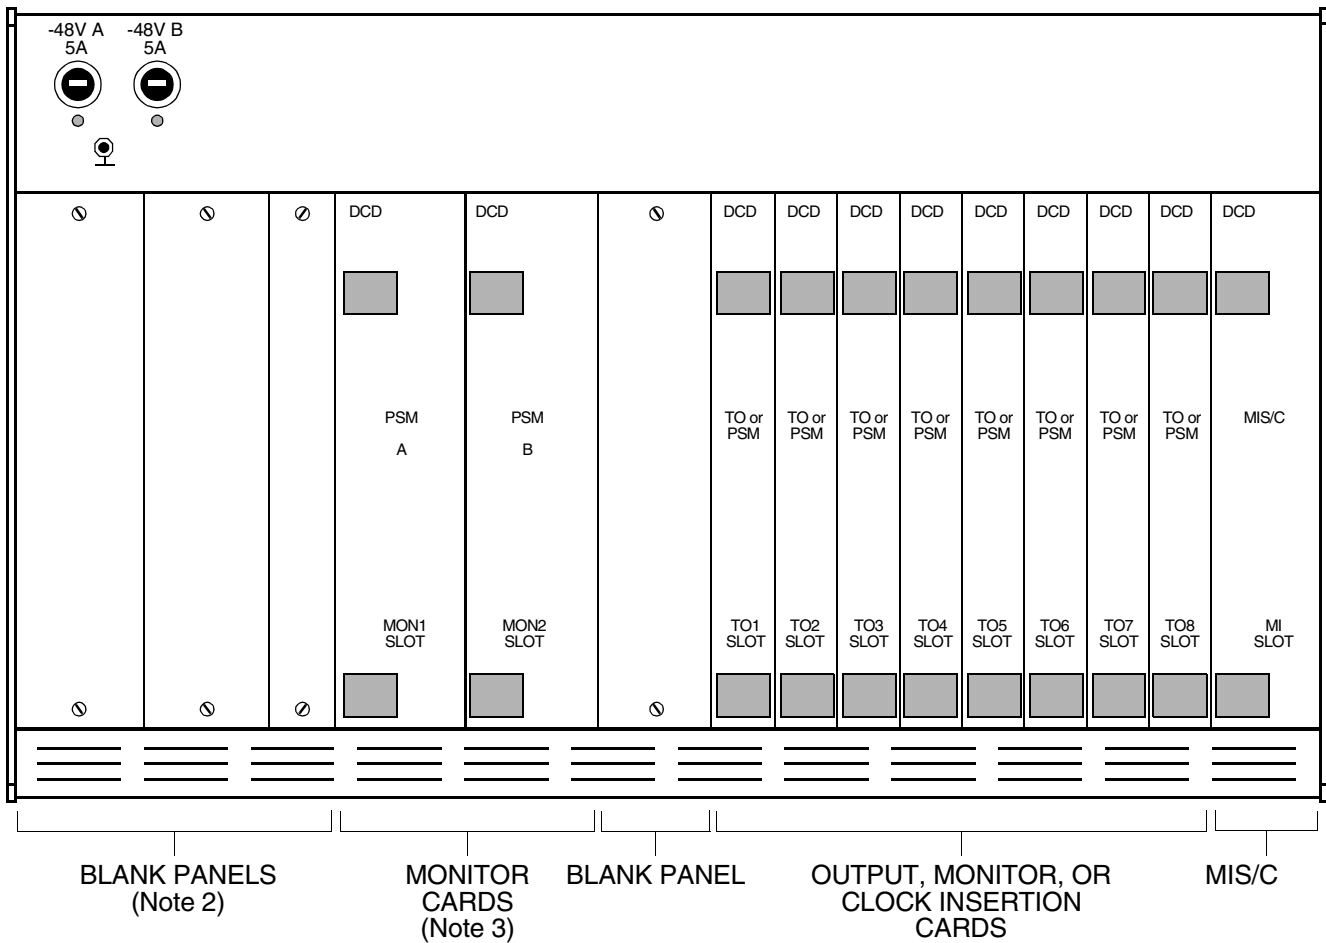 -48V A -48V B
5A 5A
DCD DCD DCD DCD DCD DCD DCD DCD DCD DCD DCD
PSM PSM TO or TO or TO or TO or TO or TO or TO or TO or MIS/C
PSM PSM PSM PSM PSM PSM PSM PSM
A B
MON1 MON2 TO1 TO2 TO3 TO4 TO5 TO6 TO7 TO8 MI
SLOT SLOT SLOT SLOT SLOT SLOT SLOT SLOT SLOT SLOT SLOT
BLANK PANELS MONITOR BLANK PANEL OUTPUT, MONITOR, OR MIS/C
(Note 2) CARDS CLOCK INSERTION
(Note 3) CARDS